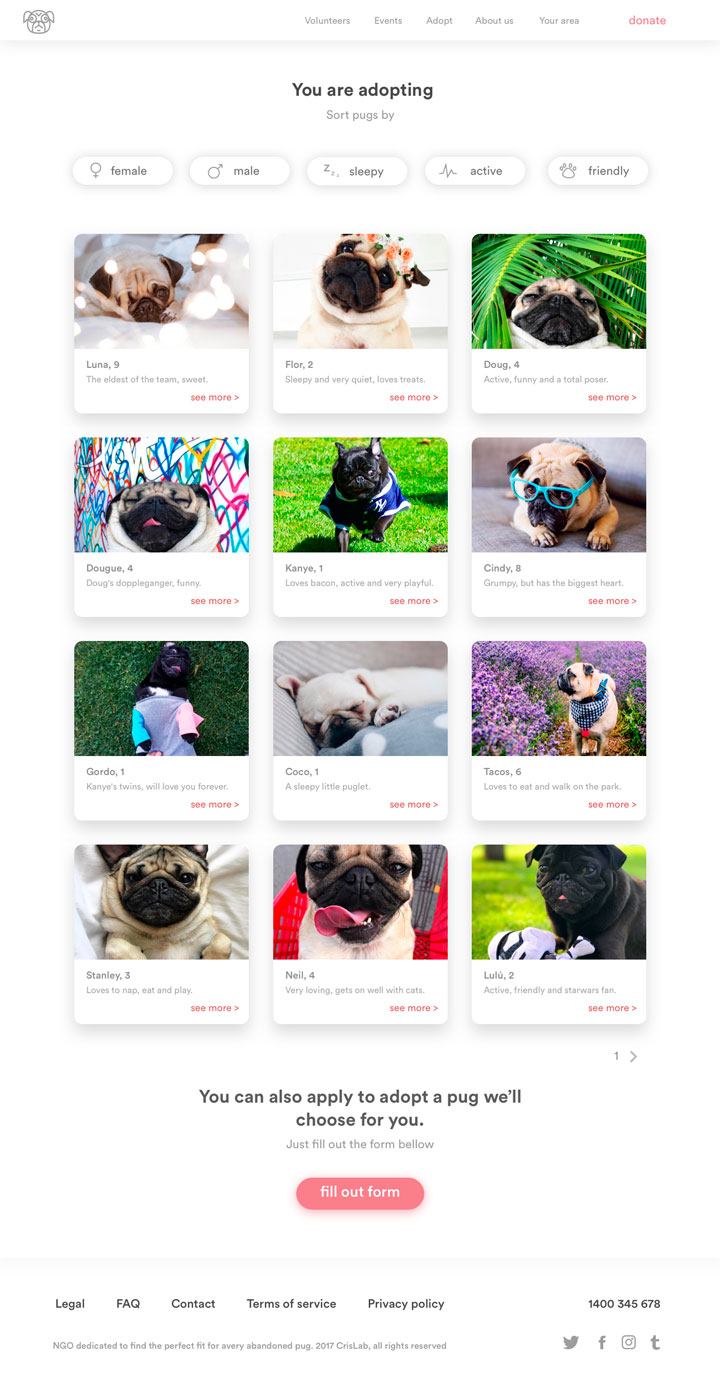 Volunteers Events Adopt About us Your area donate
You are adopting
Sort pugs by
female male zzz sleepy active friendly
Luna, 9
The eldest of the team, sweet.
see more >
Flor, 2
Sleepy and very quiet, loves treats.
see more >
Doug, 4
Active, funny and a total poser.
see more >
Dougue, 4
Doug's doppleganger, funny.
see more >
Kanye, 1
Loves bacon, active and very playful.
see more >
Cindy, 8
Grumpy, but has the biggest heart.
see more >
Gordo, 1
Kanye's twins, will love you forever.
see more >
Coco, 1
A sleepy little puglet.
see more >
Tacos, 6
Loves to eat and walk on the park.
see more >
Stanley, 3
Loves to nap, eat and play.
see more >
Neil, 4
Very loving, gets on well with cats.
see more >
Lulú, 2
Active, friendly and starwars fan.
see more >
1 >
You can also apply to adopt a pug we’ll
choose for you.
Just fill out the form bellow
fill out form
Legal FAQ Contact Terms of service Privacy policy 1400 345 678
NGO dedicated to find the perfect fit for avery abandoned pug. 2017 CrisLab, all rights reserved